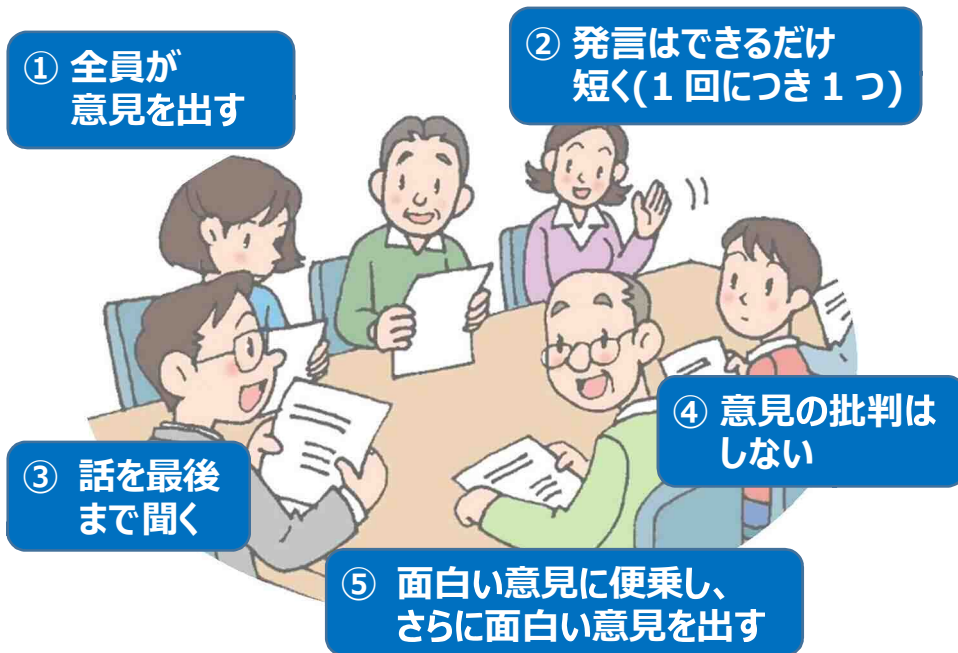 ① 全員が
意見を出す
② 発言はできるだけ
短く(1 回につき 1 つ)
③ 話を最後
まで聞く
④ 意見の批判は
しない
⑤ 面白い意見に便乗し、
さらに面白い意見を出す